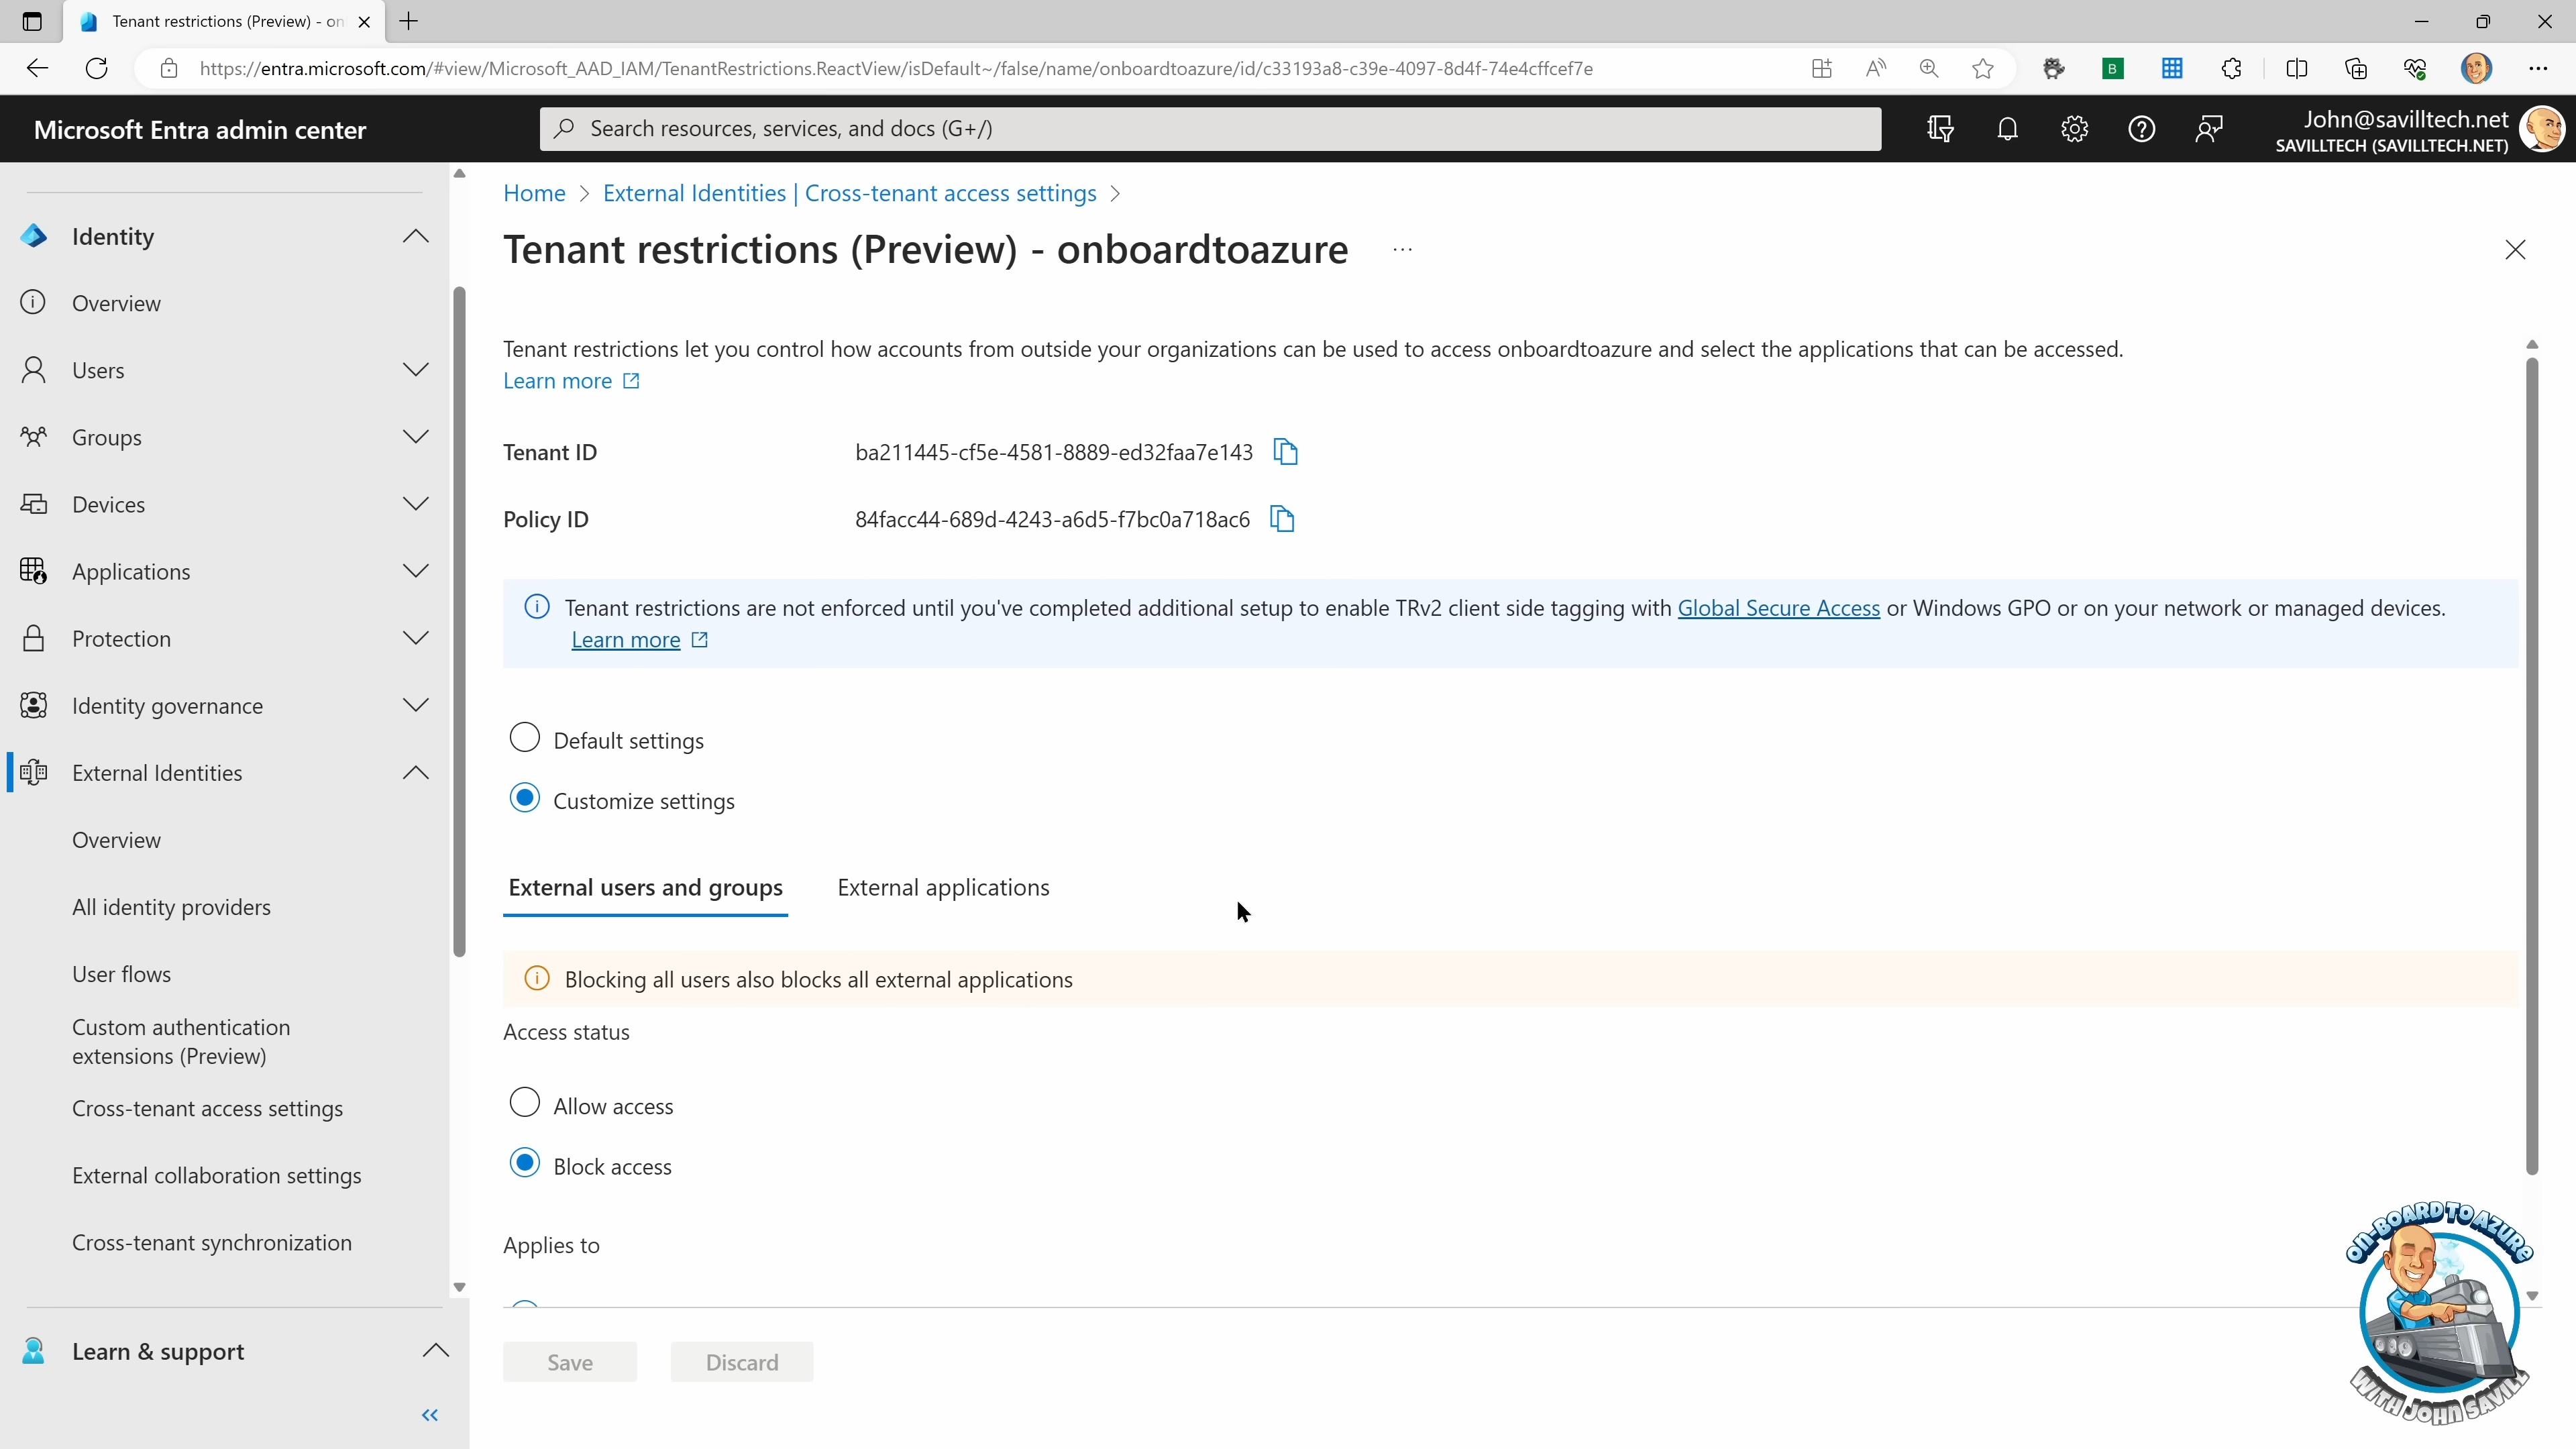 Tenant restrictions (Preview) - on
https://entra.microsoft.com/#view/Microsoft_AAD_IAM/TenantRestrictions.ReactView/isDefault~/false/name/onboardtoazure/id/c33193a8-c39e-4097-8d4f-74e4cffcef7e
B
Microsoft Entra admin center
Search resources, services, and docs (G+/)
John@savilltech.net
SAVILLTECH (SAVILLTECH.NET)
Identity
Overview
Users
Groups
Devices
Applications
Protection
Identity governance
External Identities
Overview
All identity providers
User flows
Custom authentication
extensions (Preview)
Cross-tenant access settings
External collaboration settings
Cross-tenant synchronization
Learn & support
Home > External Identities | Cross-tenant access settings >
Tenant restrictions (Preview) - onboardtoazure ...
Tenant restrictions let you control how accounts from outside your organizations can be used to access onboardtoazure and select the applications that can be accessed.
Learn more
Tenant ID ba211445-cf5e-4581-8889-ed32faa7e143
Policy ID 84facc44-689d-4243-a6d5-f7bc0a718ac6
Tenant restrictions are not enforced until you've completed additional setup to enable TRv2 client side tagging with Global Secure Access or Windows GPO or on your network or managed devices.
Learn more
Default settings
Customize settings
External users and groups External applications
Blocking all users also blocks all external applications
Access status
Allow access
Block access
Applies to
Save Discard
ON-BOARD TO AZURE
WITH JOHN SAVILL